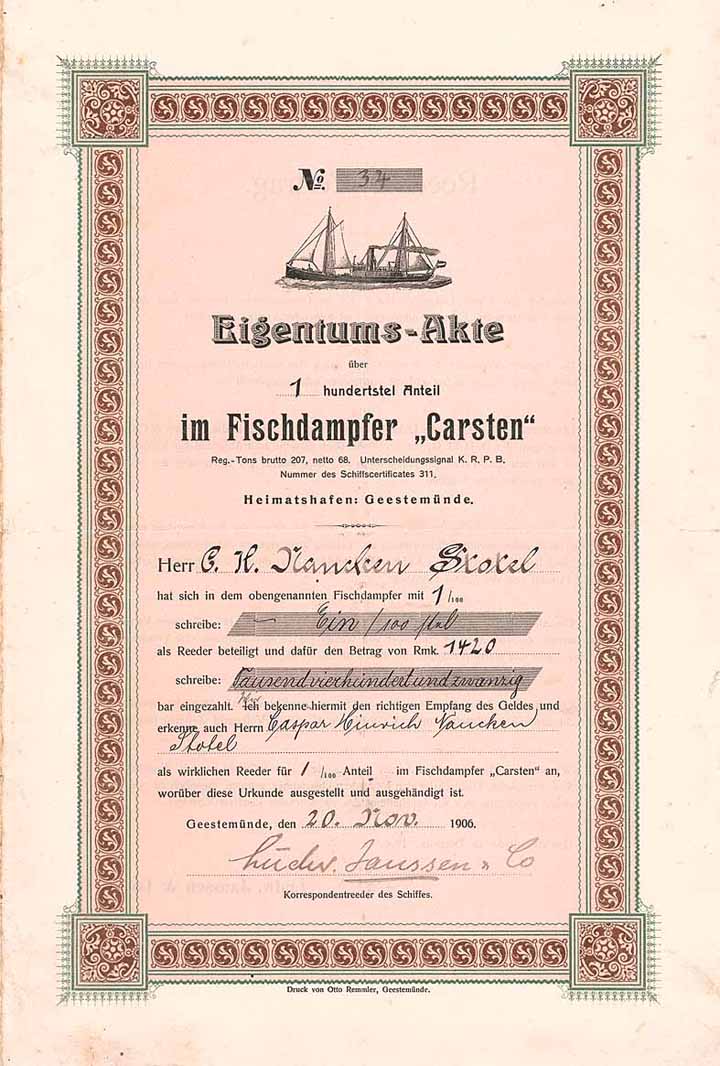 № 34
Eigentums-Akte
über
1 hundertstel Anteil
im Fischdampfer „Carsten“
Reg.-Tons brutto 207, netto 68. Unterscheidungssignal K. R. P. B.
Nummer des Schiffscertificates 311.
Heimatshafen: Geestemünde.
Herr C. H. Nancken Stotel
hat sich in dem obengenannten Fischdampfer mit 1/100
schreibe: Ein/100 stel
als Reeder beteiligt und dafür den Betrag von Rmk. 1420
schreibe: Tausendvierhundertundzwanzig
bar eingezahlt. Ich bekenne hiermit den richtigen Empfang des Geldes und
erkenne auch Herrn Caspar Hinrich Nancken
Stotel
als wirklichen Reeder für 1/100 Anteil im Fischdampfer „Carsten“ an,
worüber diese Urkunde ausgestellt und ausgehändigt ist.
Geestemünde, den 20. Nov. 1906.
Ludw. Janssen & Co
Korrespondentreeder des Schiffes.
Druck von Otto Remmler, Geestemünde.